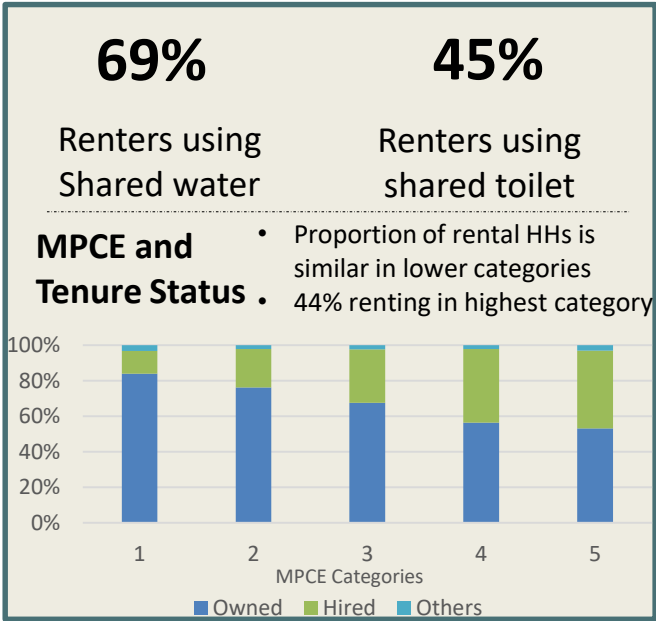 69%
45%
Renters using
Shared water
Renters using
shared toilet
MPCE and
Tenure Status
• Proportion of rental HHs is
similar in lower categories
• 44% renting in highest category
100%
80%
60%
40%
20%
0%
1 2 3 4 5
MPCE Categories
Owned Hired Others